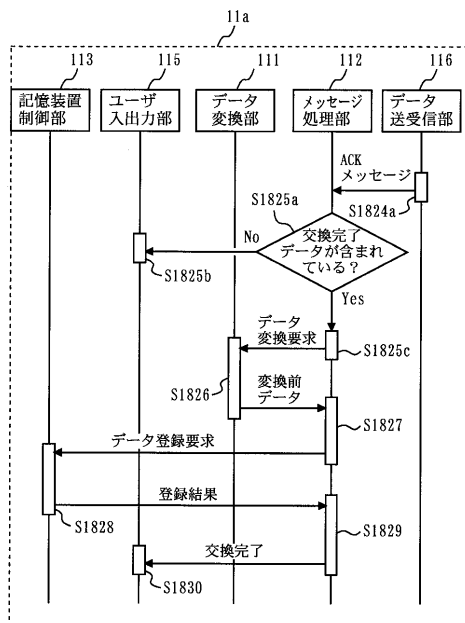 11a
113
115
111
112
116
記憶装置
制御部
ユーザ
入出力部
データ
変換部
メッセージ
処理部
データ
送受信部
ACK
メッセージ
S1824a
S1825a
交換完了
データが含まれ
ている？
No
S1825b
Yes
データ
変換要求
S1825c
S1826
変換前
データ
S1827
データ登録要求
登録結果
S1828
S1829
交換完了
S1830